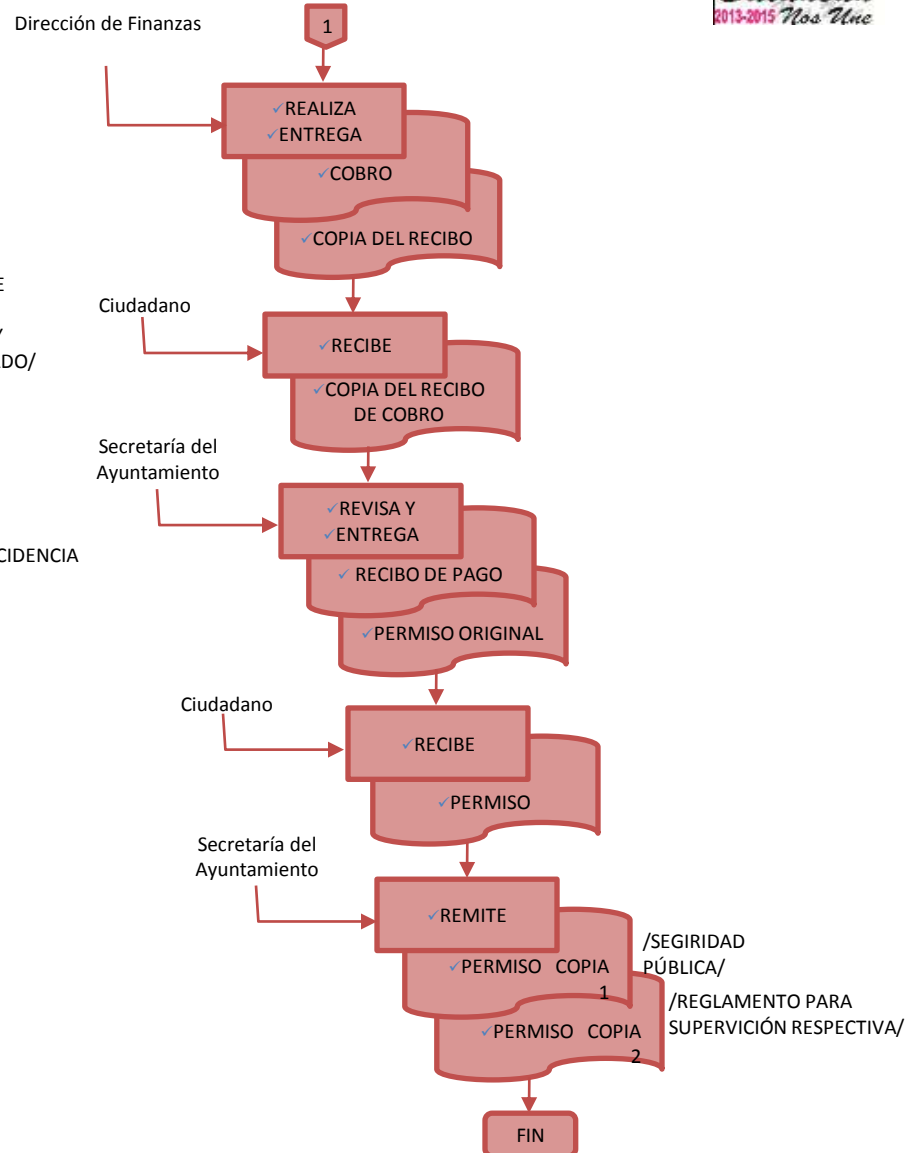 2013-2015 Nos Une
Dirección de Finanzas
1
✓REALIZA
✓ENTREGA
✓COBRO
✓COPIA DEL RECIBO
E
Y
DO/
Ciudadano
✓RECIBE
✓COPIA DEL RECIBO
DE COBRO
Secretaría del
Ayuntamiento
✓REVISA Y
✓ENTREGA
CIDENCIA
✓ RECIBO DE PAGO
✓PERMISO ORIGINAL
Ciudadano
✓RECIBE
✓PERMISO
Secretaría del
Ayuntamiento
✓REMITE
✓PERMISO COPIA
1
/SEGIRIDAD
PÚBLICA/
✓PERMISO COPIA
2
/REGLAMENTO PARA
SUPERVICIÓN RESPECTIVA/
FIN